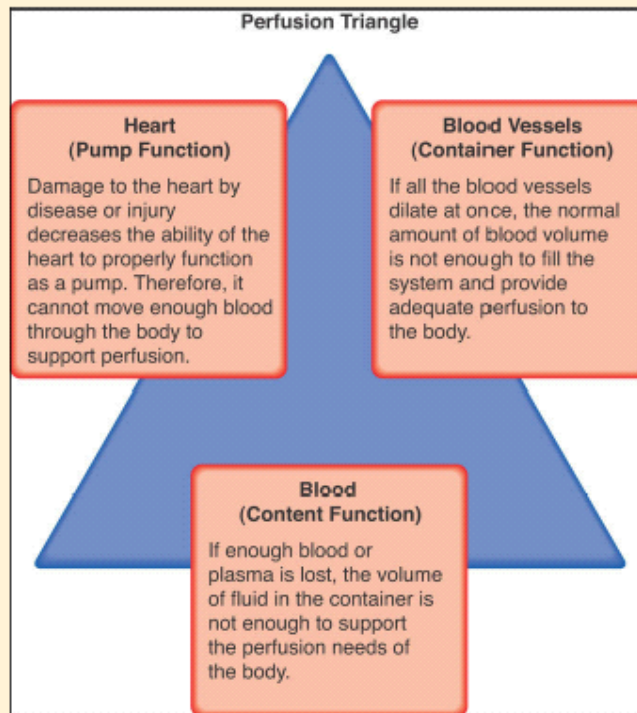 Perfusion Triangle
Heart
(Pump Function)
Damage to the heart by
disease or injury
decreases the ability of the
heart to properly function
as a pump. Therefore, it
cannot move enough blood
through the body to
support perfusion.
Blood Vessels
(Container Function)
If all the blood vessels
dilate at once, the normal
amount of blood volume
is not enough to fill the
system and provide
adequate perfusion to
the body.
Blood
(Content Function)
If enough blood or
plasma is lost, the volume
of fluid in the container is
not enough to support
the perfusion needs of
the body.